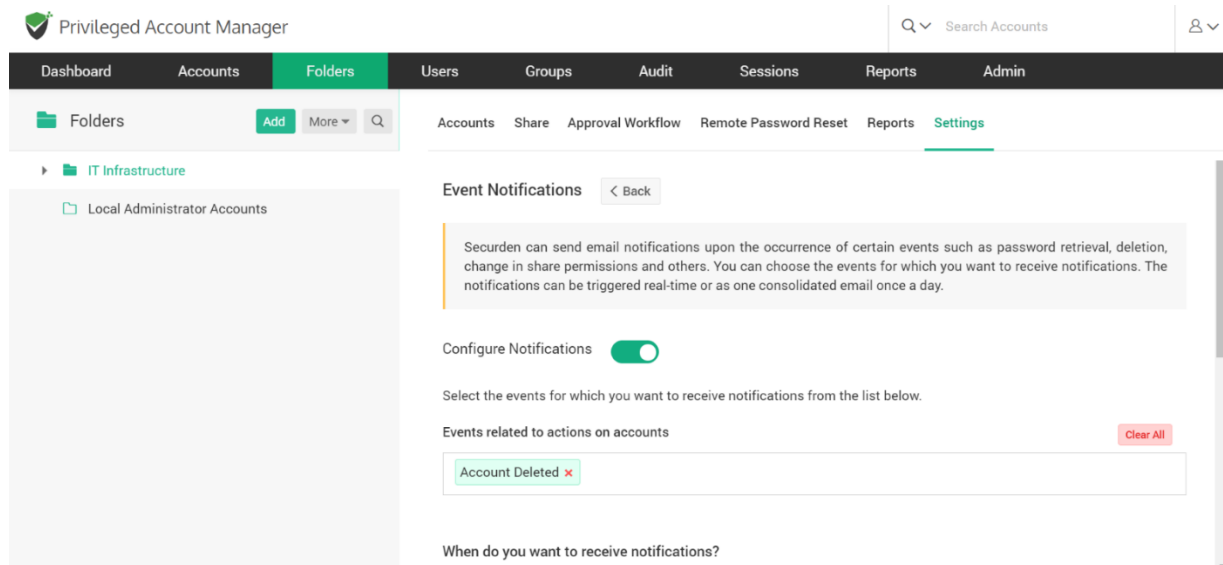 Privileged Account Manager
Search Accounts
Dashboard Accounts Folders Users Groups Audit Sessions Reports Admin
Folders Add More
Accounts Share Approval Workflow Remote Password Reset Reports Settings
IT Infrastructure
Local Administrator Accounts
Event Notifications < Back
Securden can send email notifications upon the occurrence of certain events such as password retrieval, deletion,
change in share permissions and others. You can choose the events for which you want to receive notifications. The
notifications can be triggered real-time or as one consolidated email once a day.
Configure Notifications
Select the events for which you want to receive notifications from the list below.
Events related to actions on accounts Clear All
Account Deleted ×
When do you want to receive notifications?